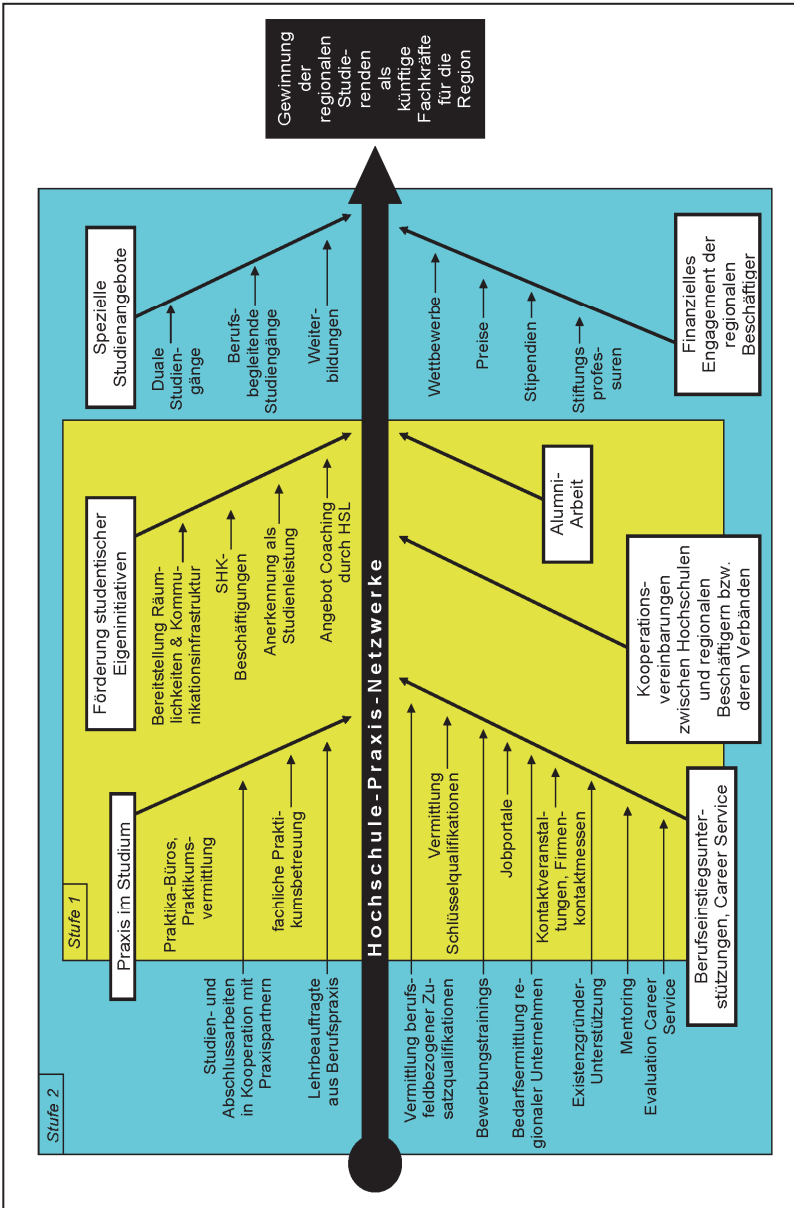 Stufe 2
Stufe 1
Praxis im Studium
Praktika-Büros,
Praktikums-
vermittlung
Studien- und
Abschlussarbeiten
in Kooperation mit
Praxispartnern
fachliche Prakti-
kumsbetreuung
Lehrbeauftragte
aus Berufspraxis
Förderung studentischer
Eigeninitiativen
Bereitstellung Räum-
lichkeiten & Kommu-
nikationsinfrastruktur
SHK-
Beschäftigungen
Anerkennung als
Studienleistung
Angebot Coaching
durch HSL
Spezielle
Studienangebote
Duale
Studien-
gänge
Berufs-
begleitende
Studiengänge
Weiter-
bildungen
Hochschule-Praxis-Netzwerke
Gewinnung
der
regionalen
Studie-
renden
als
künftige
Fachkräfte
für die
Region
Vermittlung berufs-
feldbezogener Zu-
satzqualifikationen
Vermittlung
Schlüsselqualifikationen
Bewerbungstrainings
Jobportale
Bedarfsermittlung re-
gionaler Unternehmen
Kontaktveranstal-
tungen, Firmen-
kontaktmessen
Existenzgründer-
Unterstützung
Mentoring
Evaluation Career
Service
Berufseinstiegsunter-
stützungen, Career Service
Kooperations-
vereinbarungen
zwischen Hochschulen
und regionalen
Beschäftigern bzw.
deren Verbänden
Alumni-
Arbeit
Wettbewerbe
Preise
Stipendien
Stiftungs-
profes-
suren
Finanzielles
Engagement der
regionalen
Beschäftiger